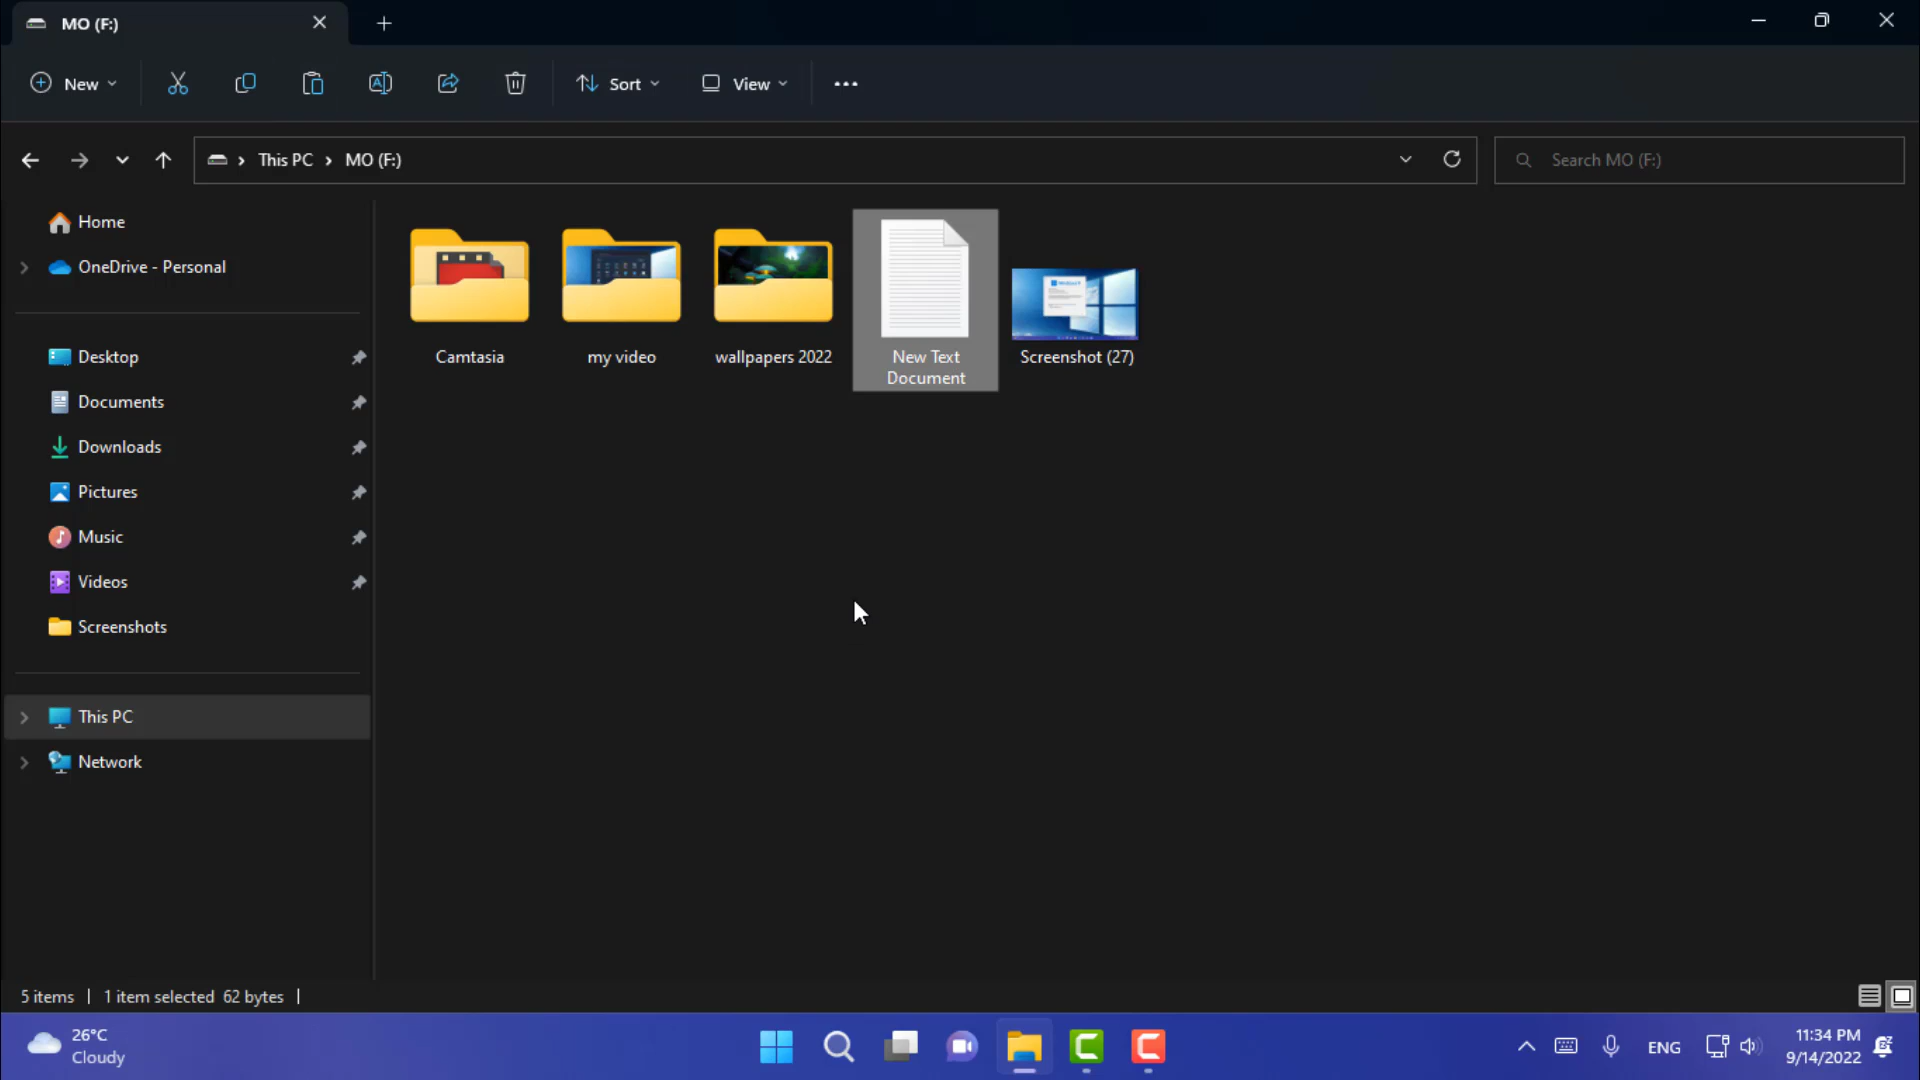 MO (F:)
New
Sort
View
This PC
MO (F:)
Search MO (F:)
Home
OneDrive - Personal
Desktop
Documents
Downloads
Pictures
Music
Videos
Screenshots
This PC
Network
Camtasia
my video
wallpapers 2022
New Text
Document
Screenshot (27)
5 items
1 item selected 62 bytes
26°C
Cloudy
ENG
11:34 PM
9/14/2022